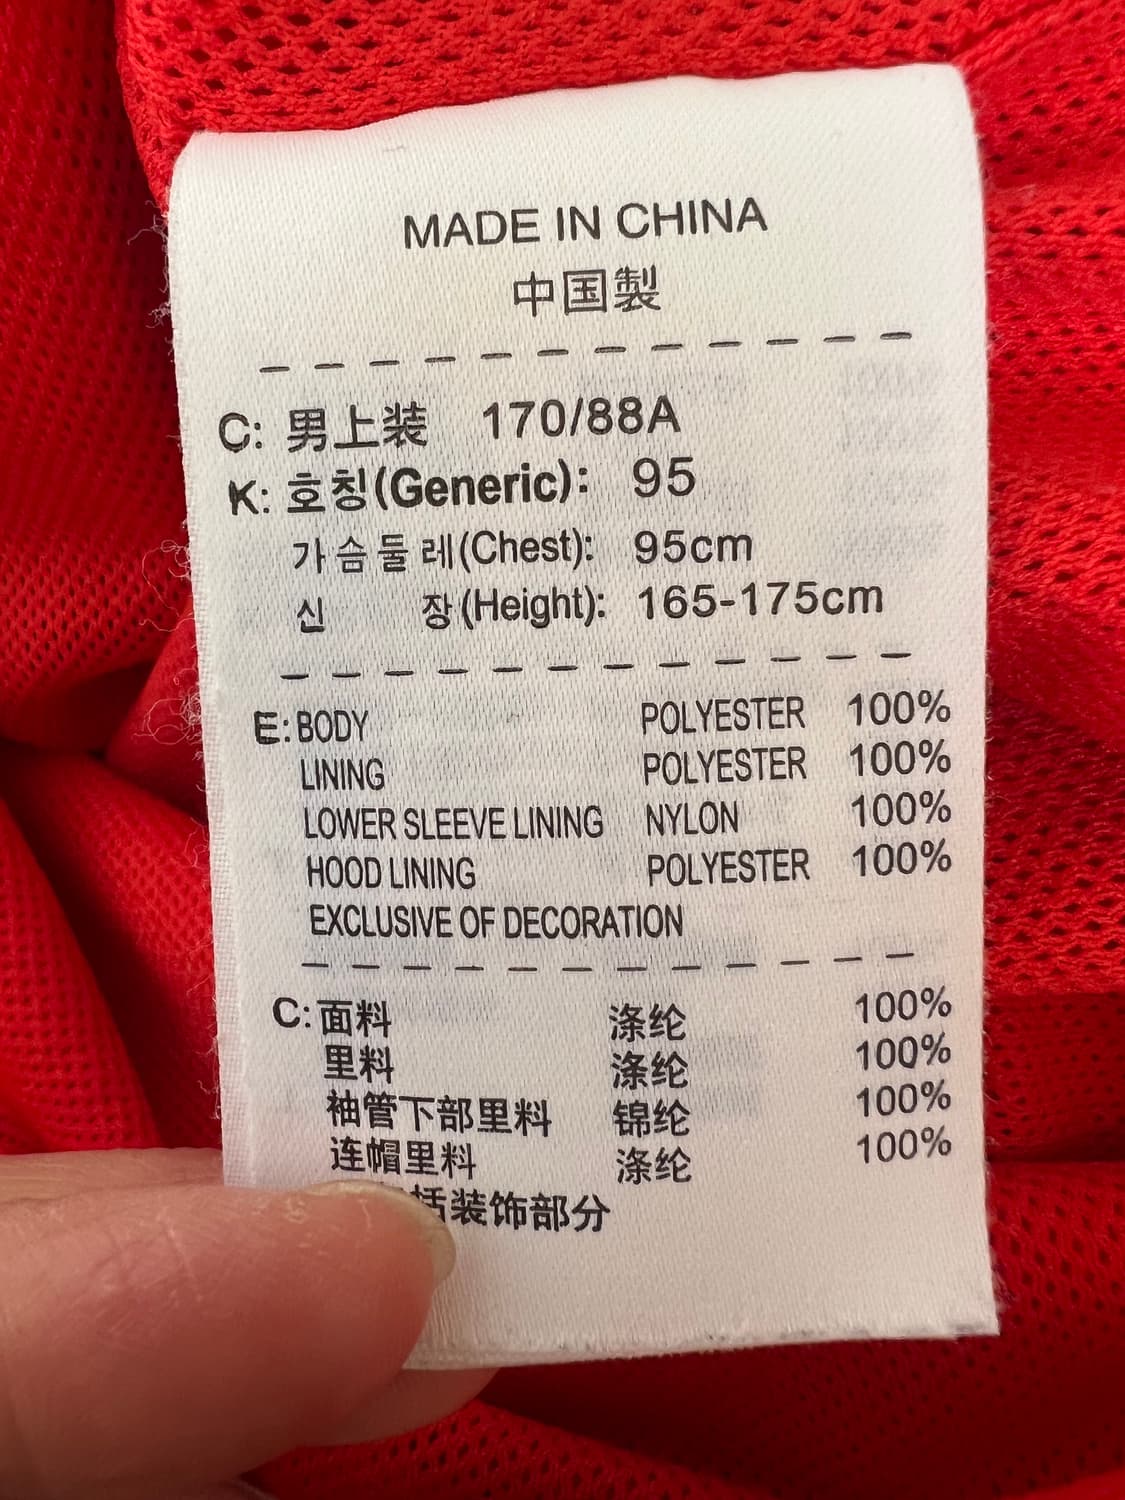 MADE IN CHINA
中国製
C: 男上装 170/88A
K: 호칭(Generic): 95
가슴둘레(Chest): 95cm
신 장(Height): 165-175cm
E: BODY POLYESTER 100%
LINING POLYESTER 100%
LOWER SLEEVE LINING NYLON 100%
HOOD LINING POLYESTER 100%
EXCLUSIVE OF DECORATION
C: 面料 涤纶 100%
里料 涤纶 100%
袖管下部里料 锦纶 100%
连帽里料 涤纶 100%
括装饰部分